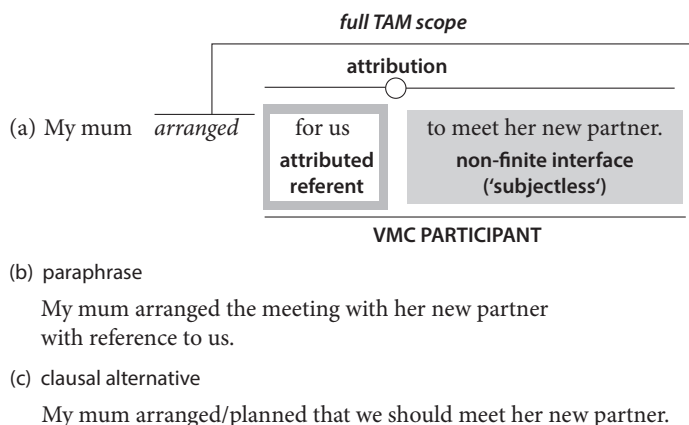 full TAM scope
attribution
(a) My mum arranged for us to meet her new partner.
attributed non-finite interface
referent (‘subjectless‘)
VMC PARTICIPANT
(b) paraphrase
My mum arranged the meeting with her new partner
with reference to us.
(c) clausal alternative
My mum arranged/planned that we should meet her new partner.